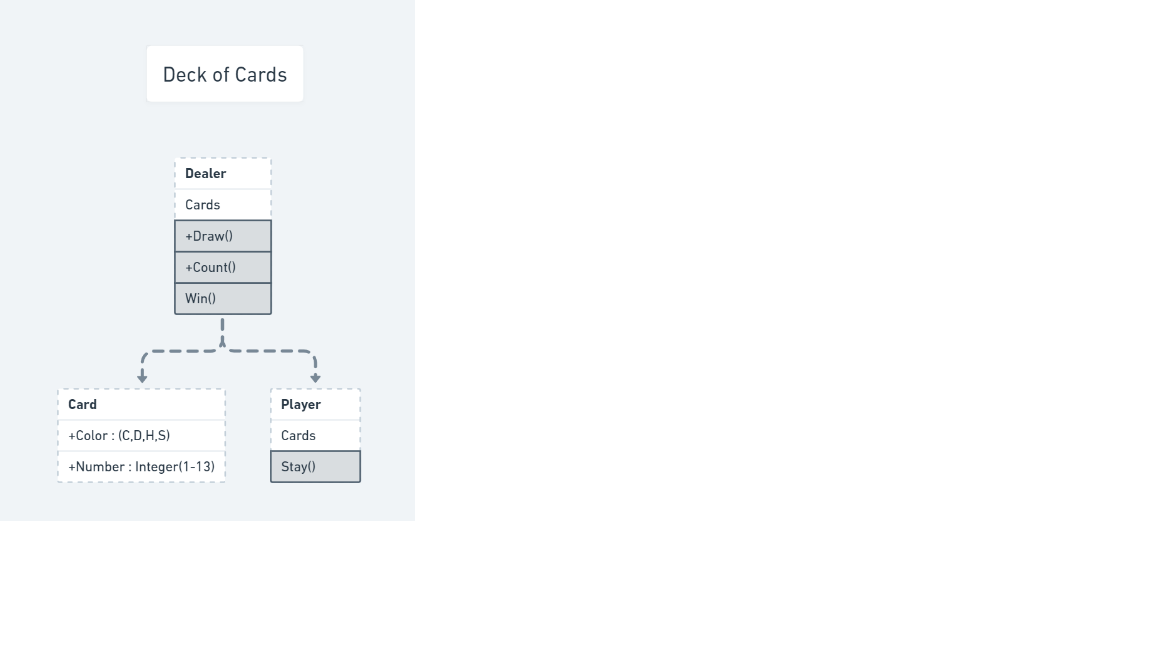 Deck of Cards
Dealer
Cards
+Draw()
+Count()
Win()
Card
+Color : (C,D,H,S)
+Number : Integer(1-13)
Player
Cards
Stay()